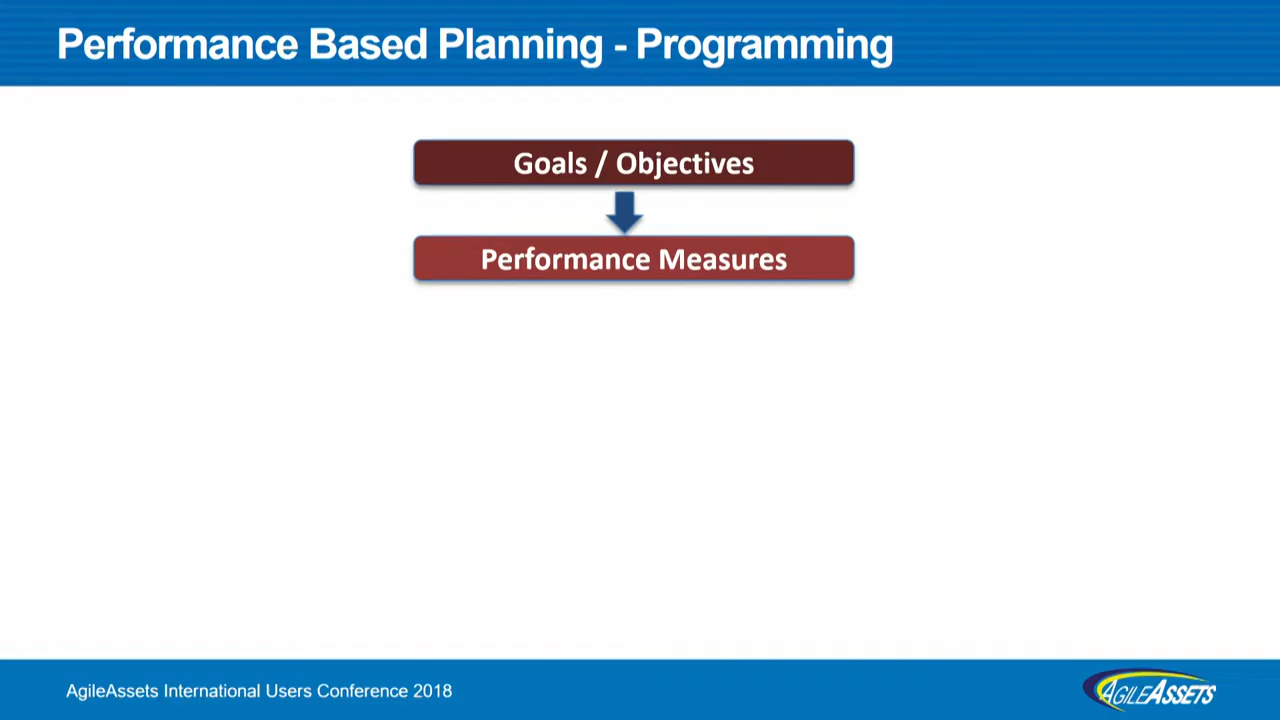 Performance Based Planning - Programming
Goals / Objectives
Performance Measures
AgileAssets International Users Conference 2018
AGILEASSETS